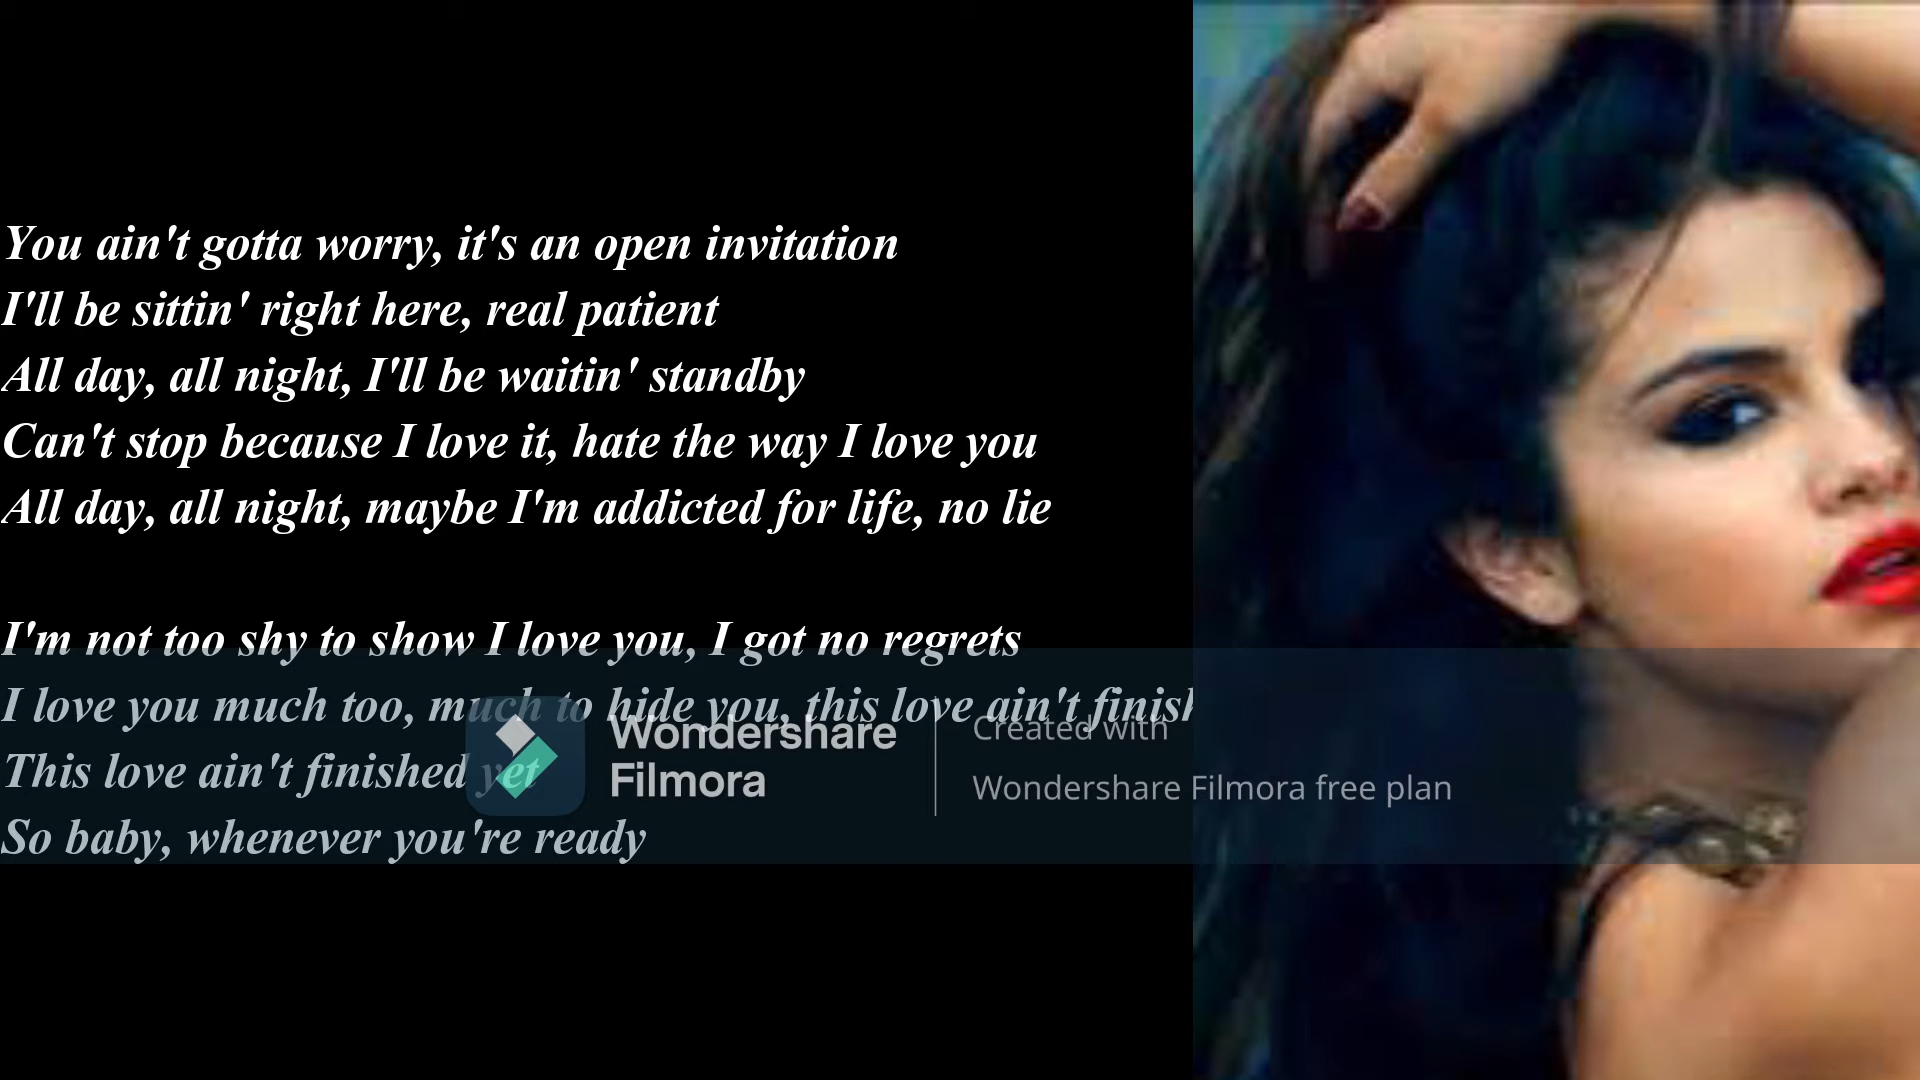 You ain't gotta worry, it's an open invitation
I'll be sittin' right here, real patient
All day, all night, I'll be waitin' standby
Can't stop because I love it, hate the way I love you
All day, all night, maybe I'm addicted for life, no lie
I'm not too shy to show I love you, I got no regrets
I love you much too, much to hide you, this love ain't finish
This love ain't finished yet
So baby, whenever you're ready
Wondershare
Filmora
Created with
Wondershare Filmora free plan